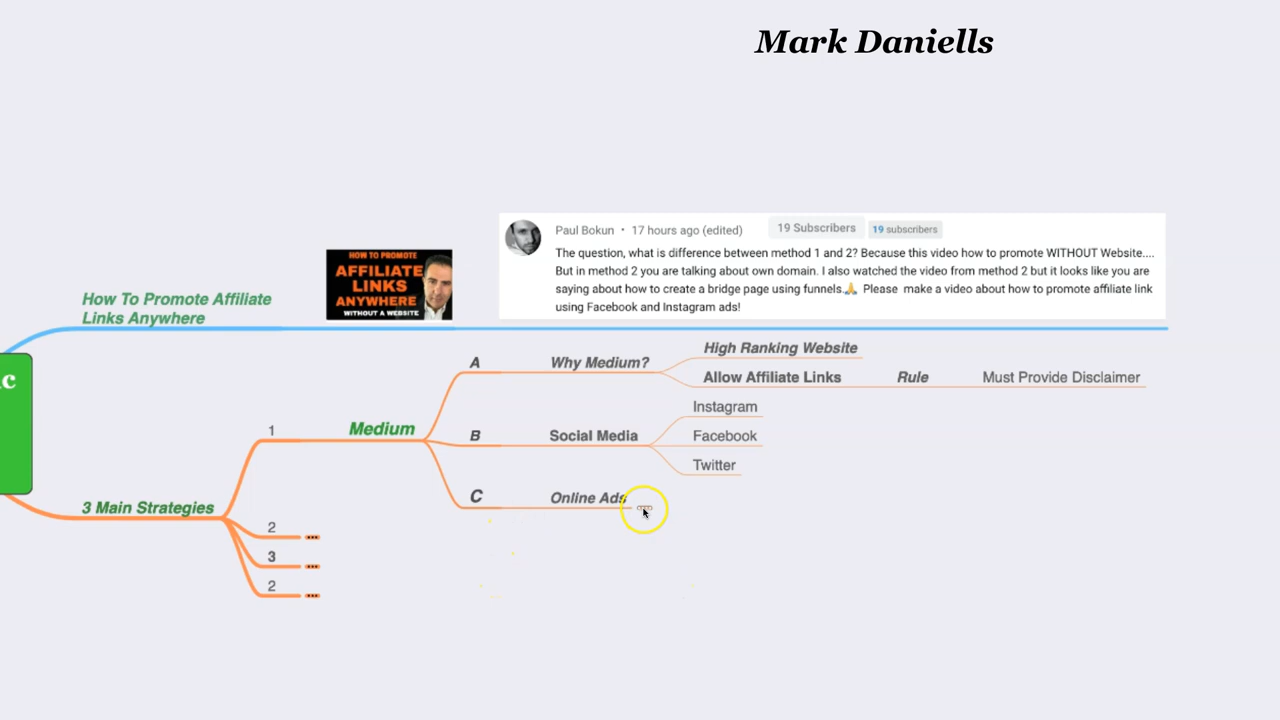 Mark Daniells
Paul Bokun • 17 hours ago (edited)
19 Subscribers
19 subscribers
The question, what is difference between method 1 and 2? Because this video how to promote WITHOUT Website....
But in method 2 you are talking about own domain. I also watched the video from method 2 but it looks like you are
saying about how to create a bridge page using funnels.🙏 Please make a video about how to promote affiliate link
using Facebook and Instagram ads!
HOW TO PROMOTE
AFFILIATE
LINKS
ANYWHERE
WITHOUT A WEBSITE
How To Promote Affiliate
Links Anywhere
ic
3 Main Strategies
1
Medium
A
Why Medium?
High Ranking Website
Allow Affiliate Links
Rule
Must Provide Disclaimer
B
Social Media
Instagram
Facebook
Twitter
C
Online Ads
2
3
2